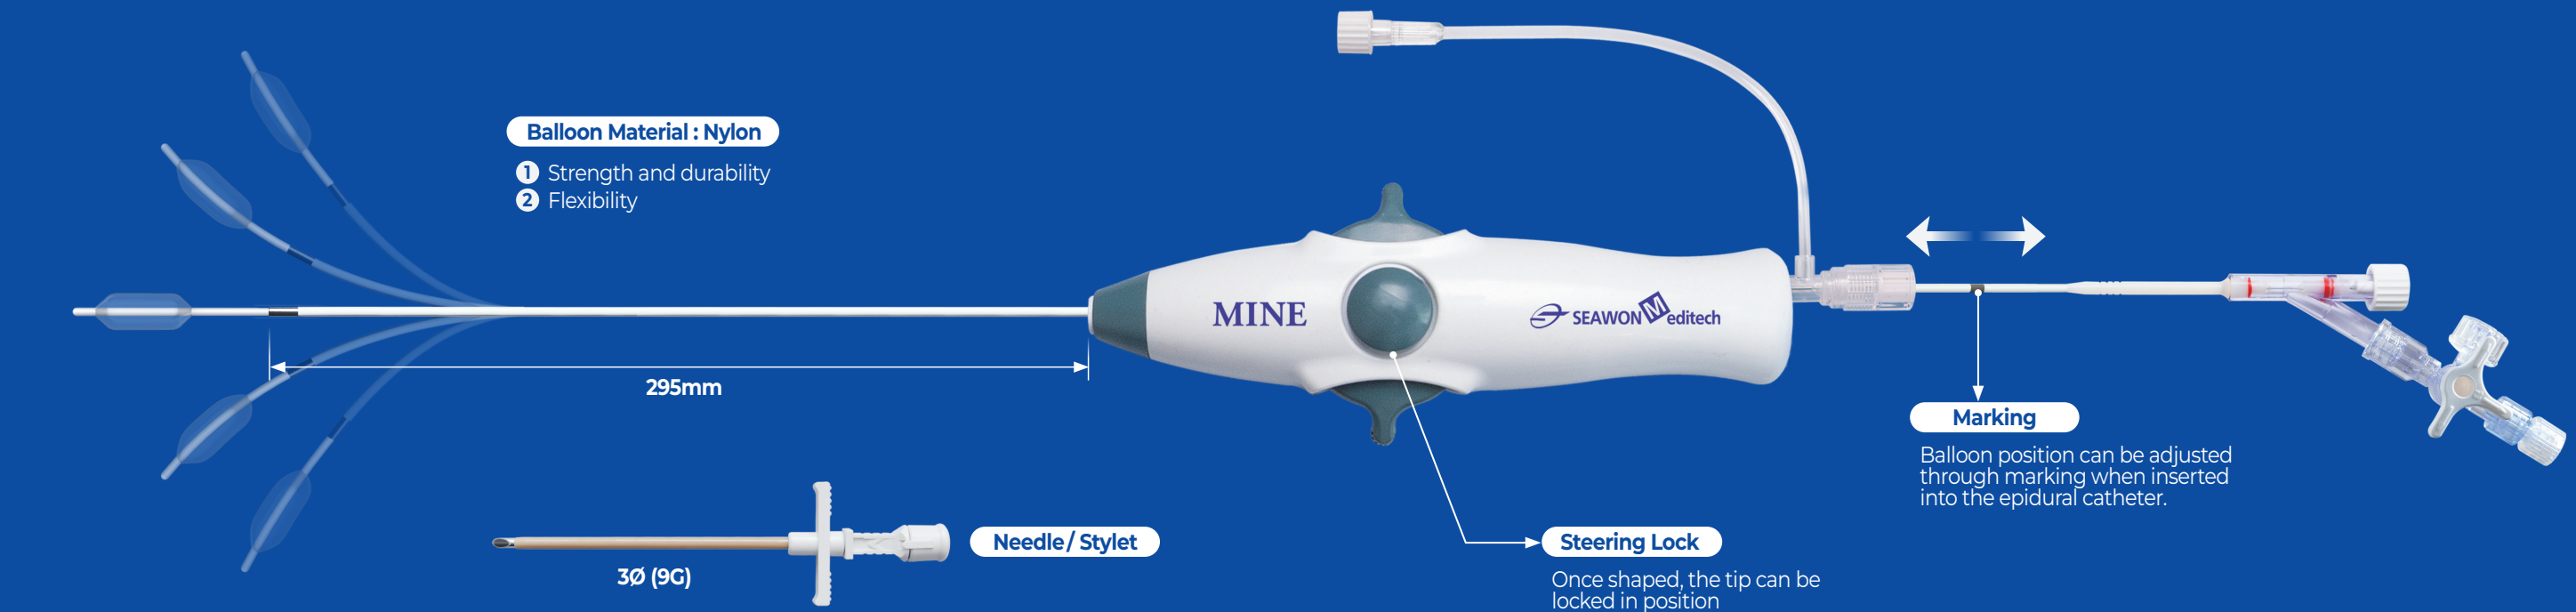 Balloon Material : Nylon
1 Strength and durability
2 Flexibility
MINE
SEAWON Meditech
295mm
Marking
Balloon position can be adjusted
through marking when inserted
into the epidural catheter.
Needle / Stylet
3Ø (9G)
Steering Lock
Once shaped, the tip can be
locked in position